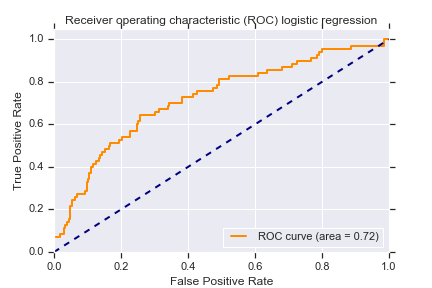 Receiver operating characteristic (ROC) logistic regression
1.0
0.8
0.6
0.4
0.2
0.0
True Positive Rate
ROC curve (area = 0.72)
0.0 0.2 0.4 0.6 0.8 1.0
False Positive Rate